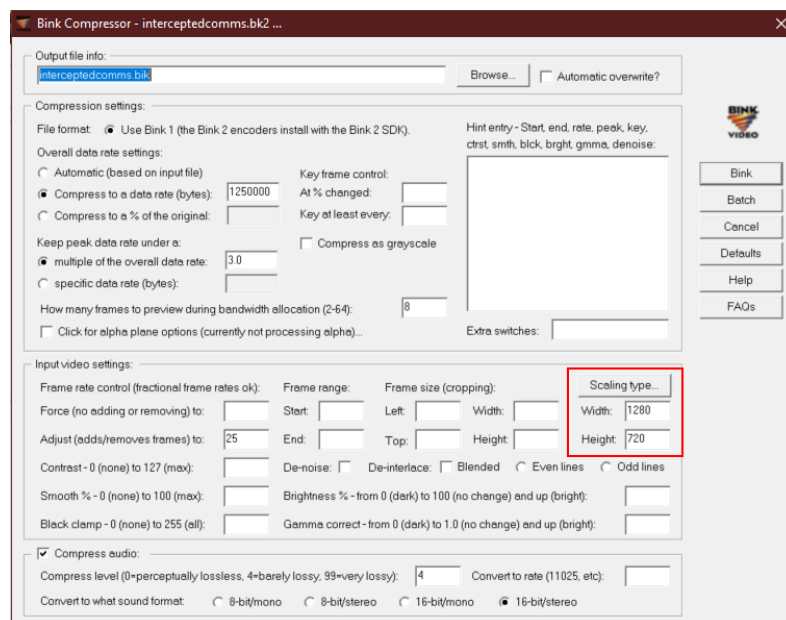 Bink Compressor - interceptedcomms.bk2 ...
Output file info:
interceptedcomms.bik Browse... Automatic overwrite?
Compression settings:
File format: Use Bink 1 (the Bink 2 encoders install with the Bink 2 SDK).
Overall data rate settings:
Automatic (based on input file)
Compress to a data rate (bytes): 1250000
Compress to a % of the original:
Keep peak data rate under a:
multiple of the overall data rate: 3.0
specific data rate (bytes):
Key frame control:
At % changed:
Key at least every:
Compress as grayscale
How many frames to preview during bandwidth allocation (2-64): 8
Click for alpha plane options (currently not processing alpha)...
Hint entry - Start, end, rate, peak, key,
ctrst, smth, blck, brght, gmma, denoise:
Extra switches:
BINK
VIDEO
Bink
Batch
Cancel
Defaults
Help
FAQs
Input video settings:
Frame rate control (fractional frame rates ok): Frame range: Frame size (cropping): Scaling type...
Force (no adding or removing) to: Start: Left: Width: Width: 1280
Adjust (adds/removes frames) to: 25 End: Top: Height: Height: 720
Contrast - 0 (none) to 127 (max): De-noise: De-interlace: Blended Even lines Odd lines
Smooth % - 0 (none) to 100 (max): Brightness % - from 0 (dark) to 100 (no change) and up (bright):
Black clamp - 0 (none) to 255 (all): Gamma correct - from 0 (dark) to 1.0 (no change) and up (bright):
Compress audio:
Compress level (0=perceptually lossless, 4=barely lossy, 99=very lossy): 4 Convert to rate (11025, etc):
Convert to what sound format: 8-bit/mono 8-bit/stereo 16-bit/mono 16-bit/stereo